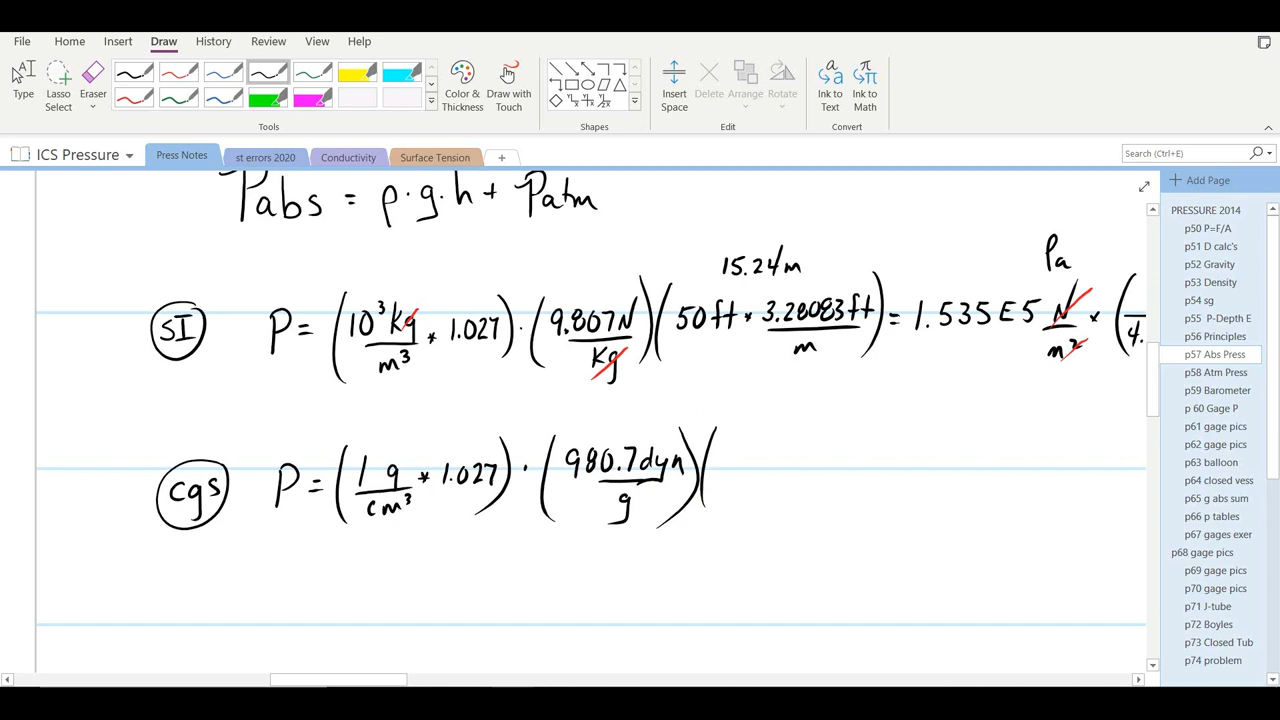 File Home Insert Draw History Review View Help
Type Lasso Select Eraser Color & Thickness Draw with Touch Insert Space Delete Arrange Rotate Ink to Text Ink to Math
Tools Shapes Edit Convert
ICS Pressure Press Notes st errors 2020 Conductivity Surface Tension + Search (Ctrl+E)
Pabs = ρ·g·h + Patm
15.24m Pa
SI P = (10³ kg/m³ * 1.027) · (9.807N/kg)(50ft * 3.28083ft/m) = 1.535 E5 N/m² * ( 4.
cgs P = (1 g/cm³ * 1.027) · (980.7dyn/g)(
+ Add Page
PRESSURE 2014
p50 P=F/A
p51 D calc's
p52 Gravity
p53 Density
p54 sg
p55 P-Depth E
p56 Principles
p57 Abs Press
p58 Atm Press
p59 Barometer
p 60 Gage P
p61 gage pics
p62 gage pics
p63 balloon
p64 closed vess
p65 g abs sum
p66 p tables
p67 gages exer
p68 gage pics
p69 gage pics
p70 gage pics
p71 J-tube
p72 Boyles
p73 Closed Tub
p74 problem